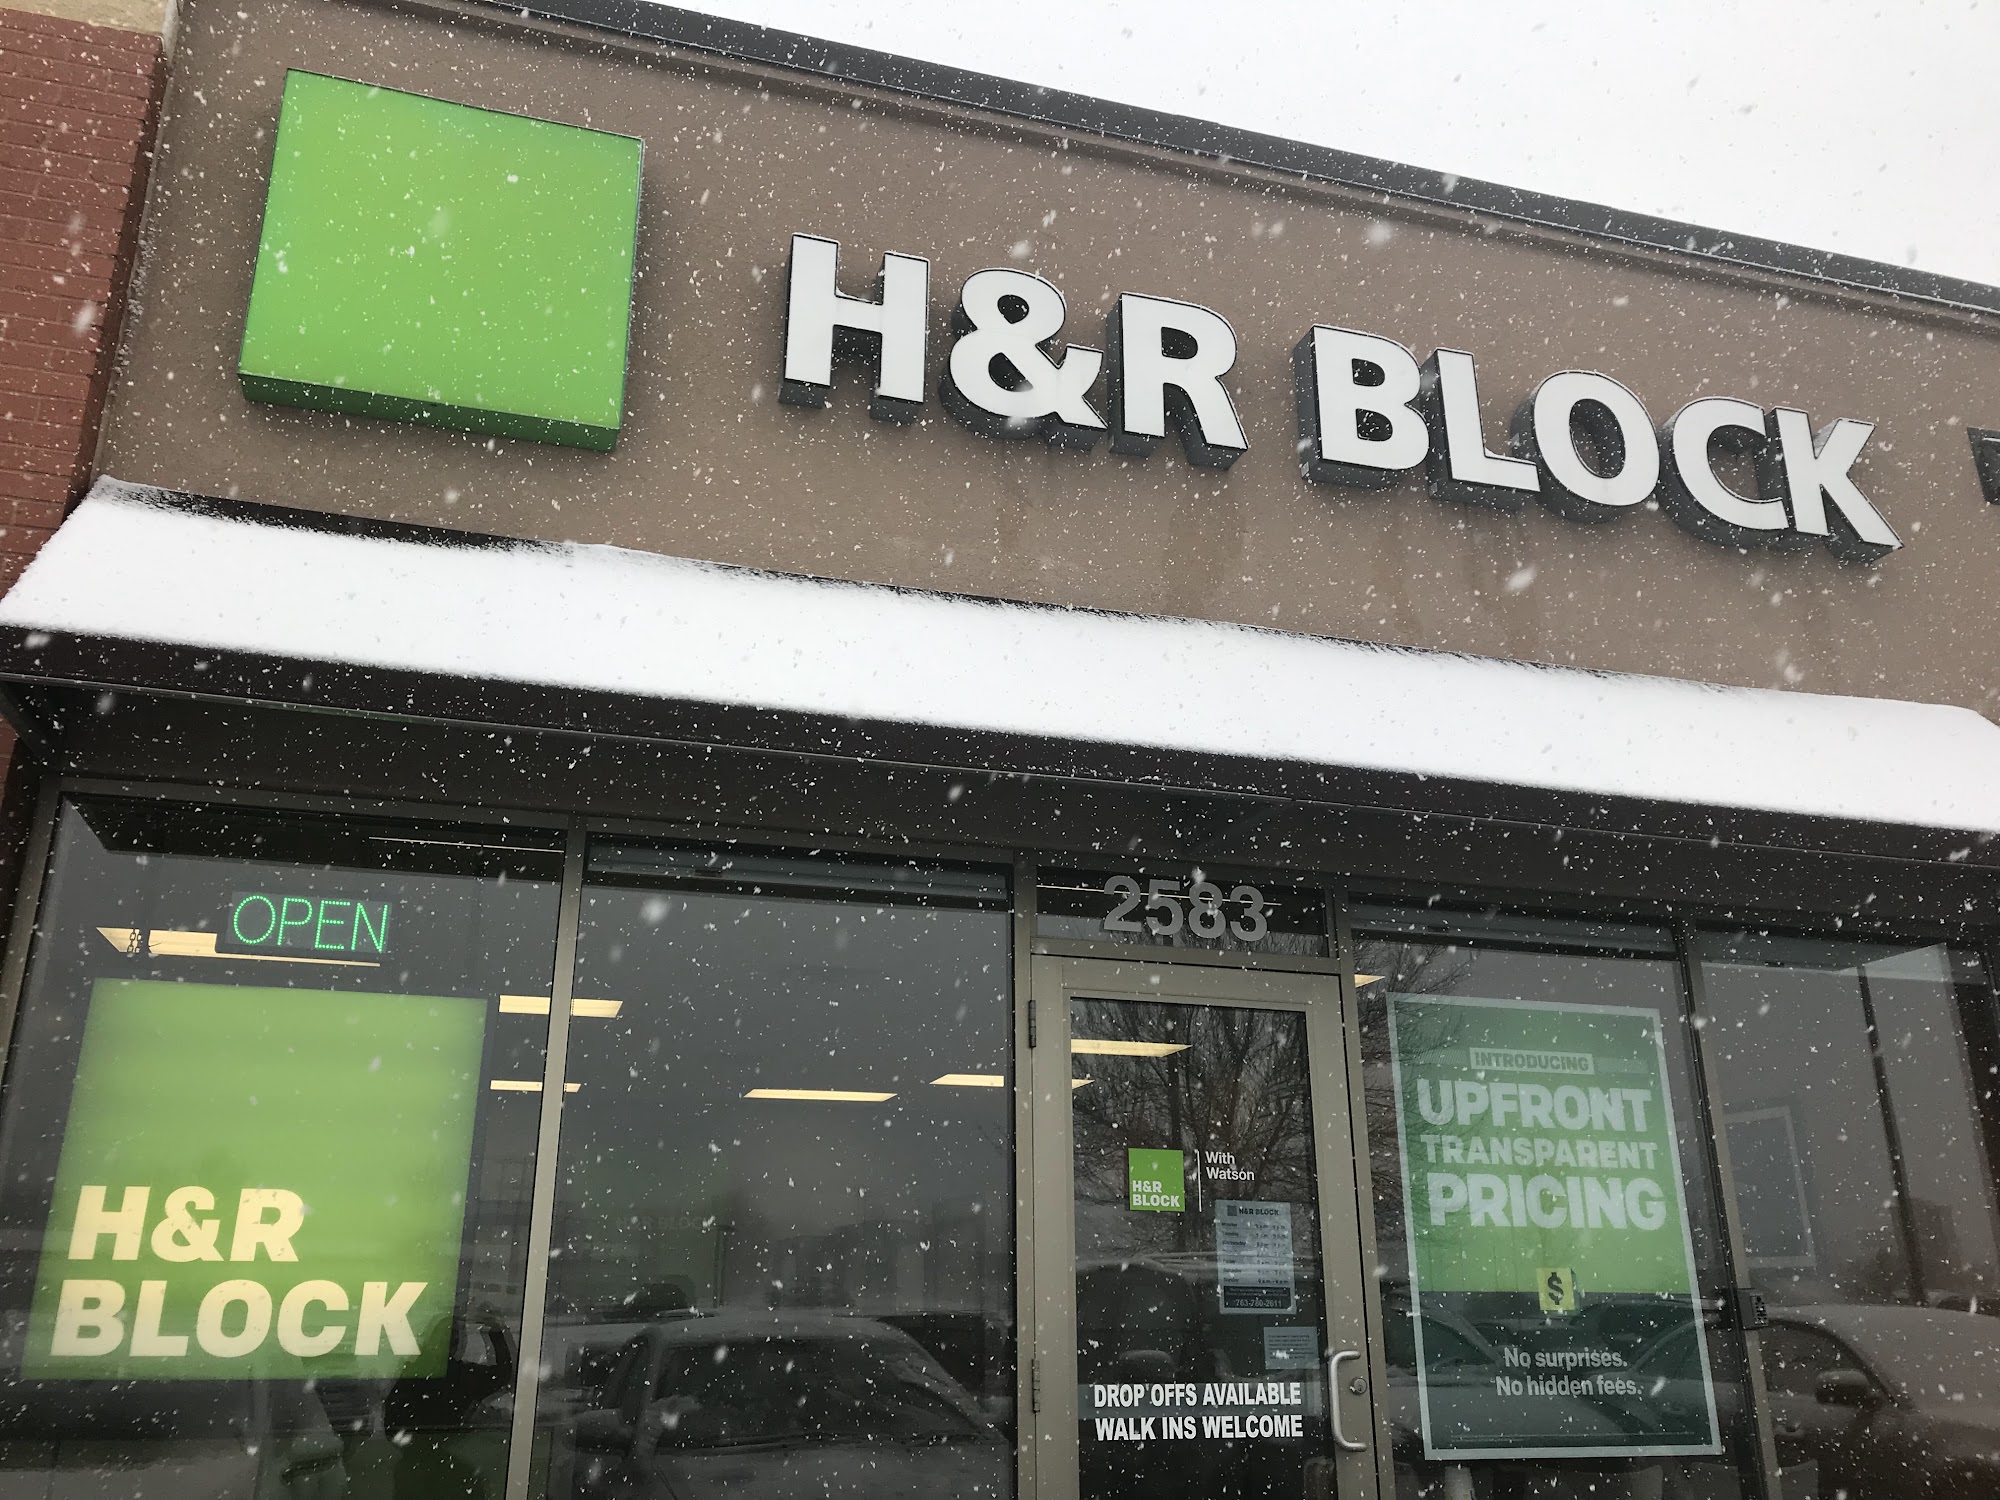 H&R BLOCK
OPEN
2583
H&R
BLOCK
H&R
BLOCK
With
Watson
H&R BLOCK
DROP OFFS AVAILABLE
WALK INS WELCOME
INTRODUCING
UPFRONT
TRANSPARENT
PRICING
$
No surprises.
No hidden fees.